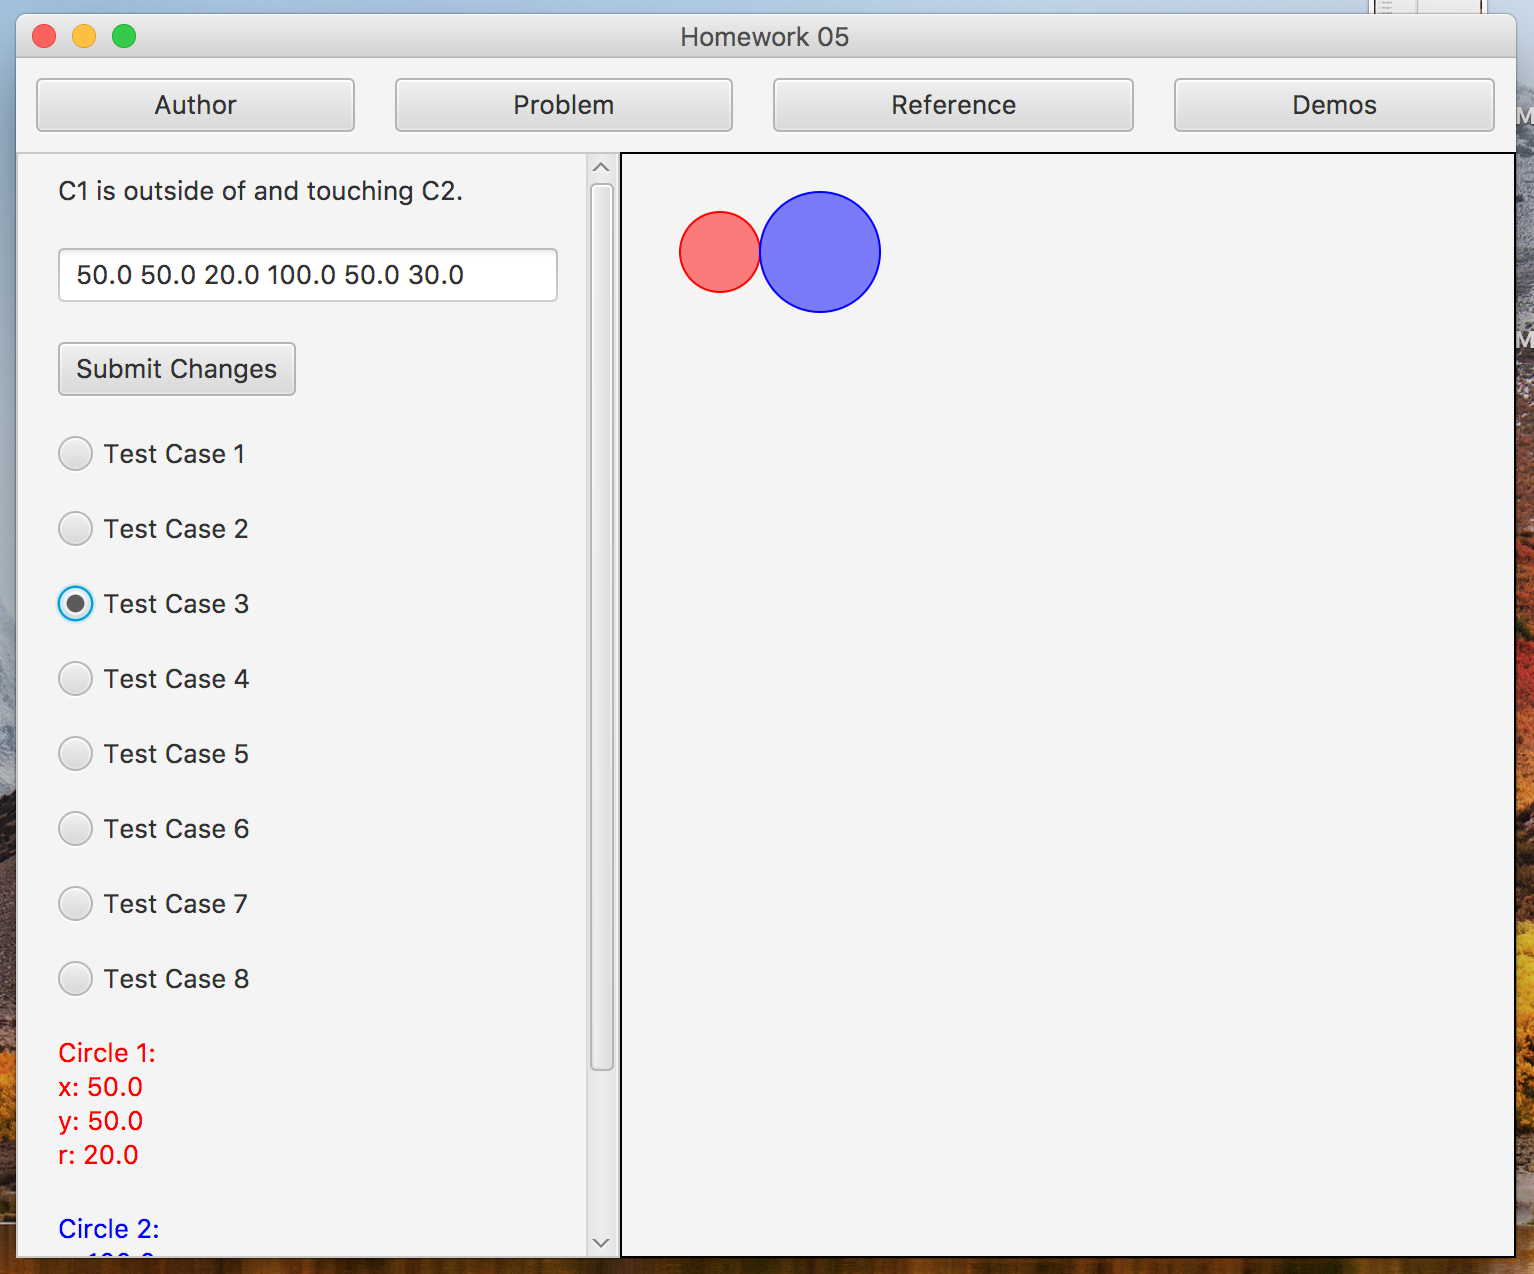 Homework 05
Author
Problem
Reference
Demos
C1 is outside of and touching C2.
50.0 50.0 20.0 100.0 50.0 30.0
Submit Changes
Test Case 1
Test Case 2
Test Case 3
Test Case 4
Test Case 5
Test Case 6
Test Case 7
Test Case 8
Circle 1:
x: 50.0
y: 50.0
r: 20.0
Circle 2:
M
M